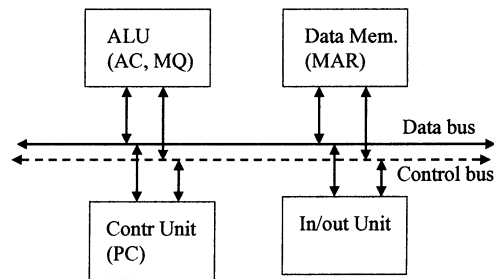 ALU
(AC, MQ)
Data Mem.
(MAR)
Data bus
Control bus
Contr Unit
(PC)
In/out Unit